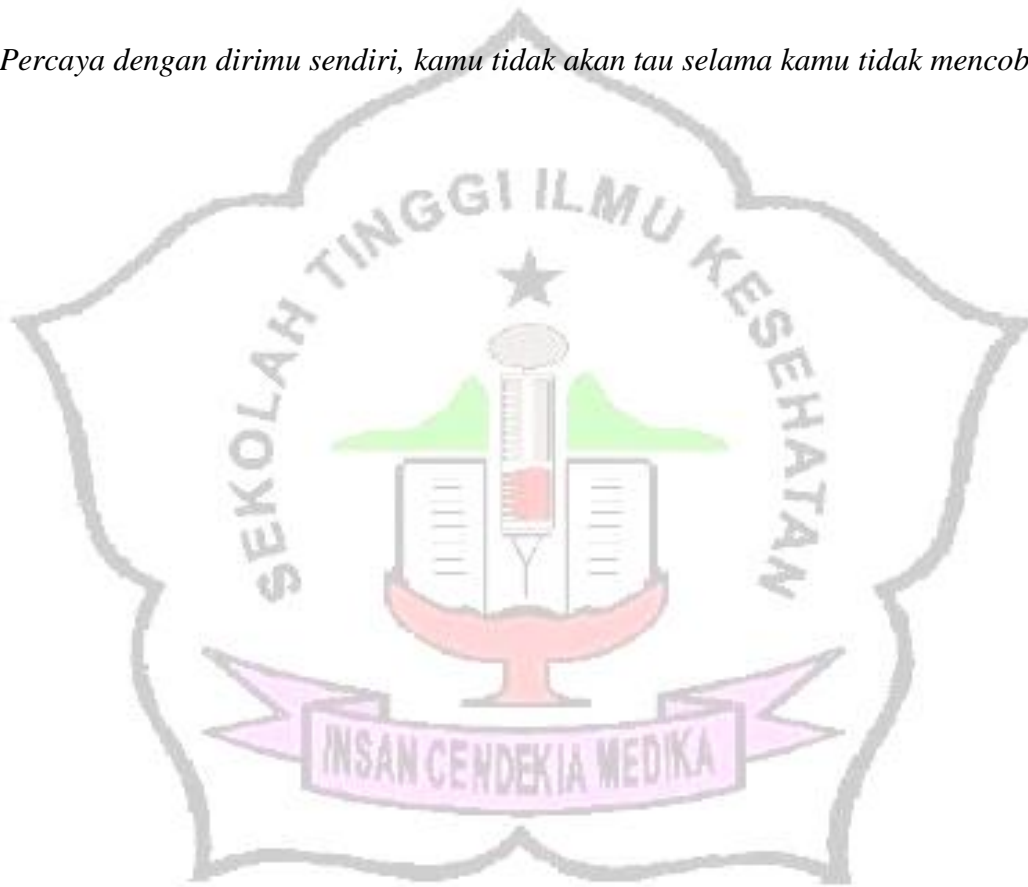 Percaya dengan dirimu sendiri, kamu tidak akan tau selama kamu tidak mencob
SEKOLAH TINGGI ILMU KESEHATAN
INSAN CENDEKIA MEDIKA